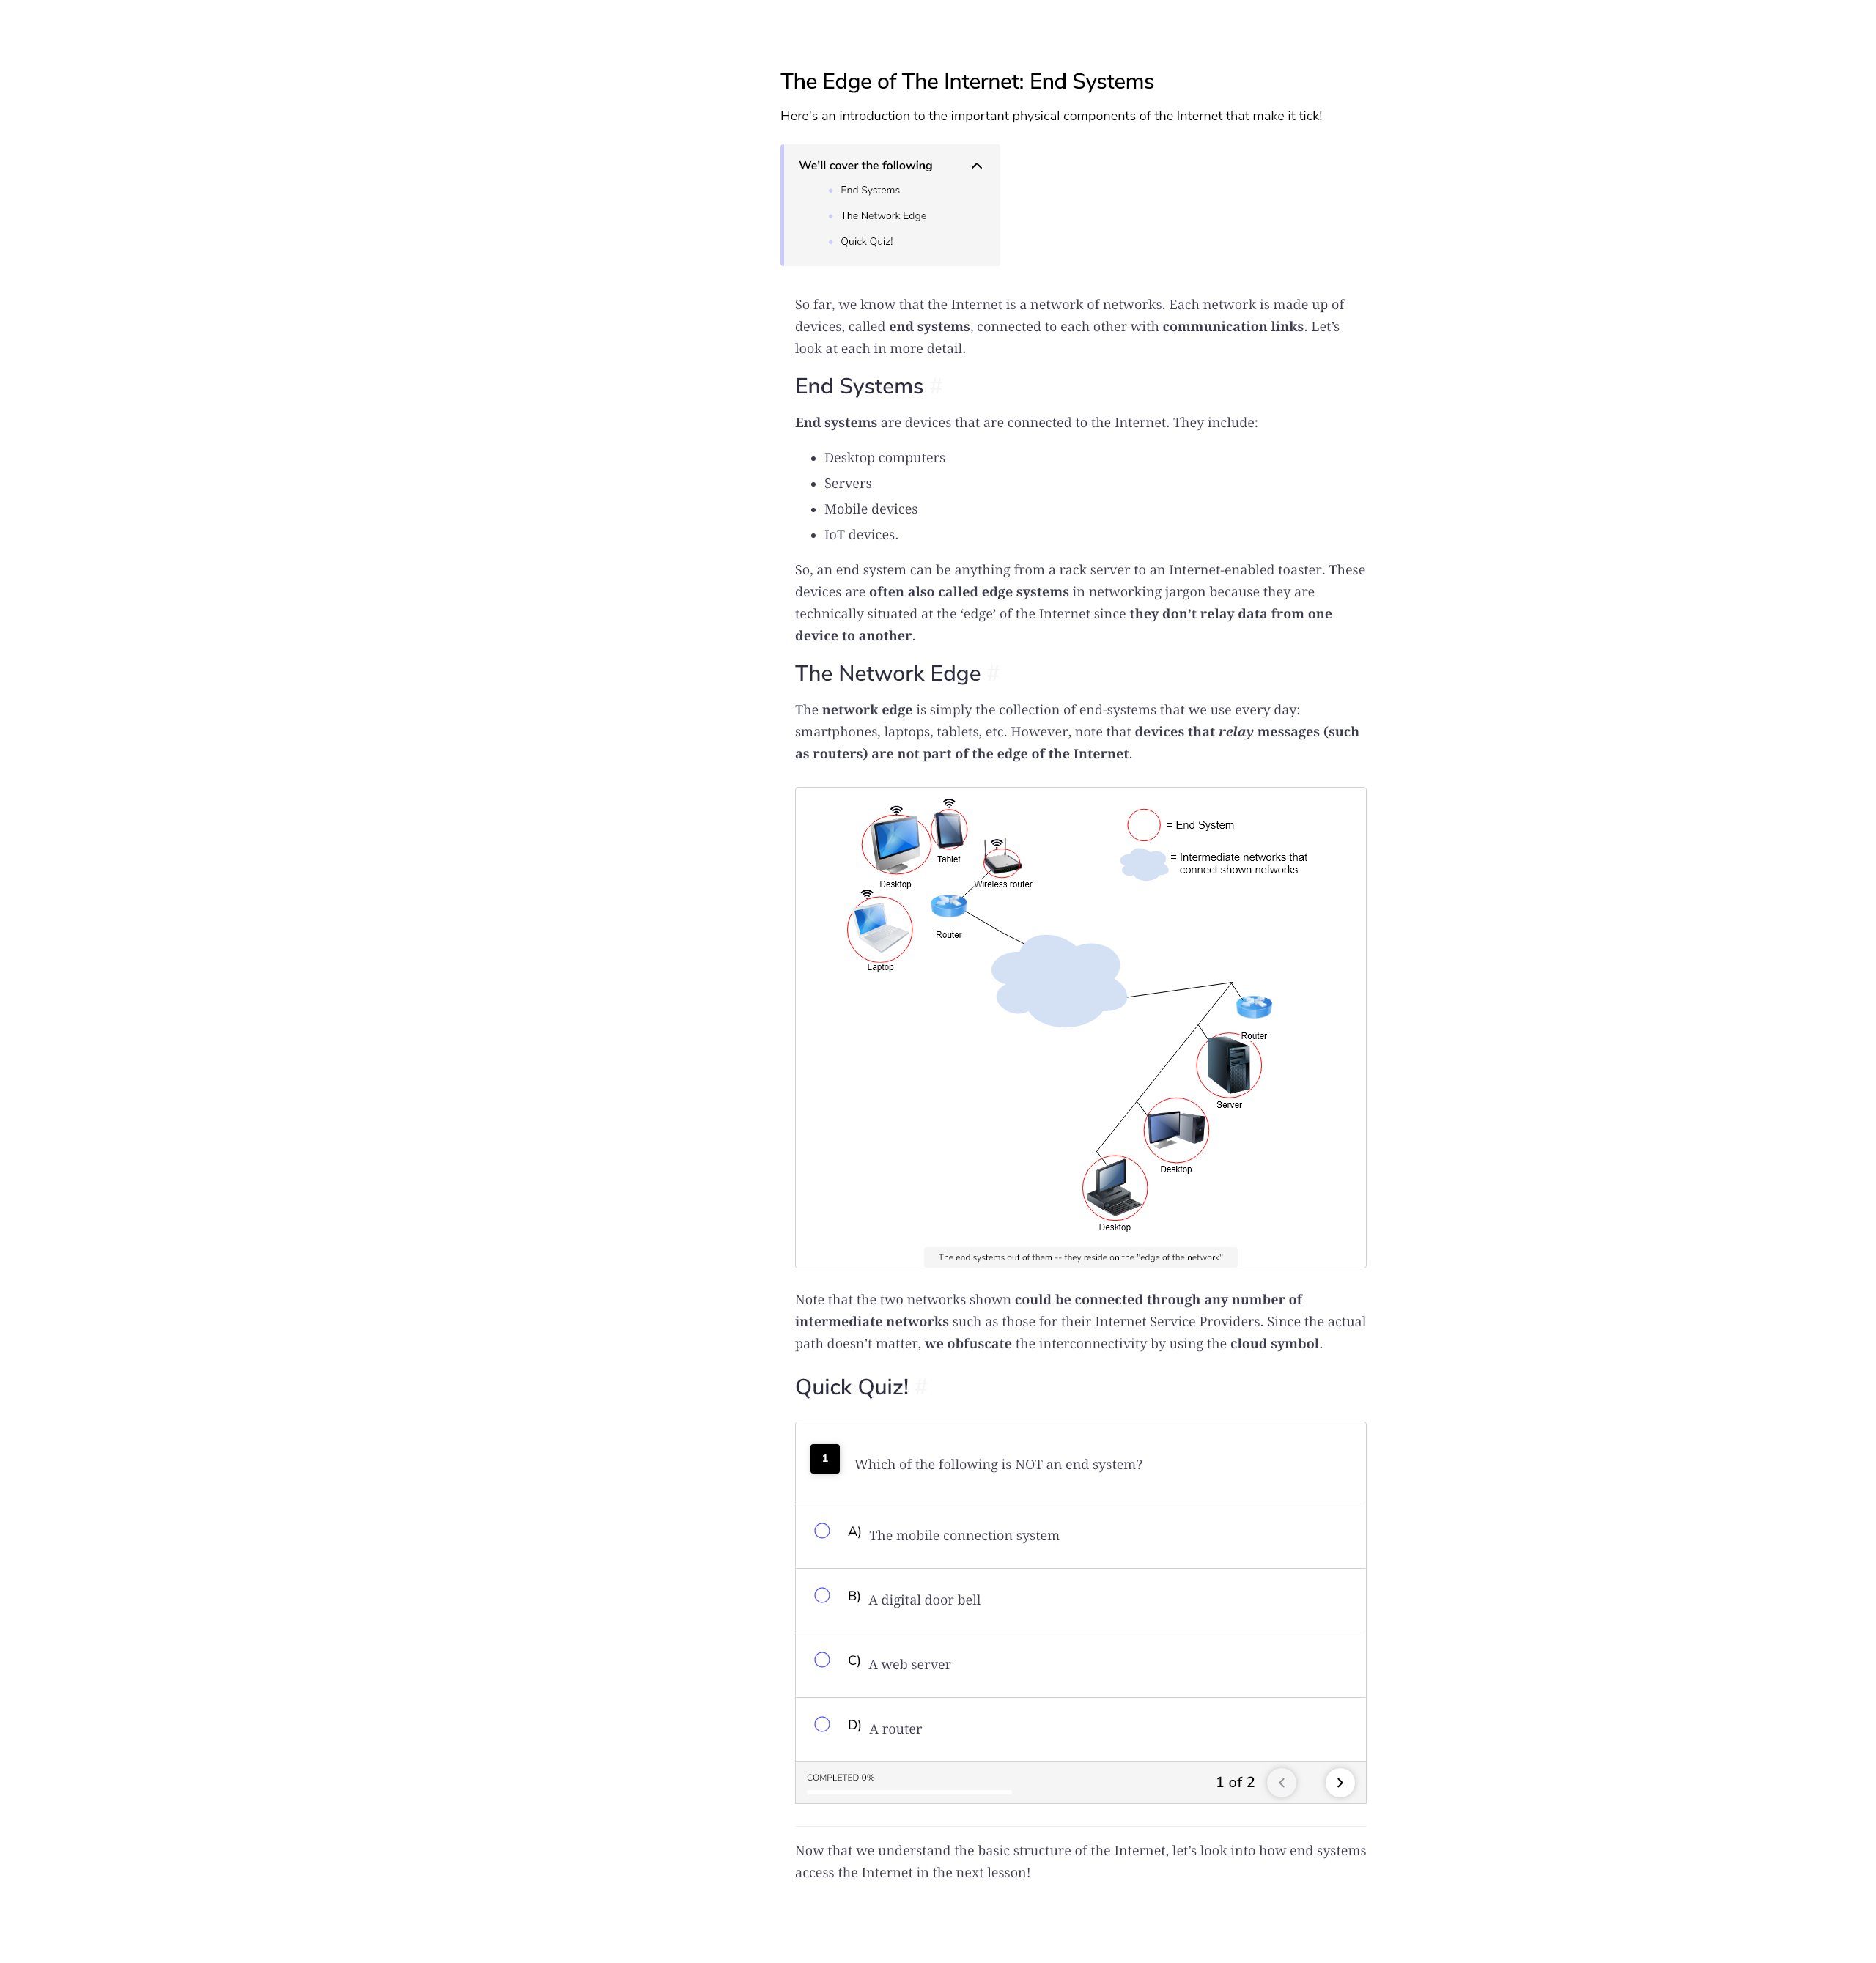 The Edge of The Internet: End Systems
Here's an introduction to the important physical components of the Internet that make it tick!
We'll cover the following
End Systems
The Network Edge
Quick Quiz!
So far, we know that the Internet is a network of networks. Each network is made up of
devices, called end systems, connected to each other with communication links. Let’s
look at each in more detail.
End Systems #
End systems are devices that are connected to the Internet. They include:
• Desktop computers
• Servers
• Mobile devices
• IoT devices.
So, an end system can be anything from a rack server to an Internet-enabled toaster. These
devices are often also called edge systems in networking jargon because they are
technically situated at the ‘edge’ of the Internet since they don’t relay data from one
device to another.
The Network Edge #
The network edge is simply the collection of end-systems that we use every day:
smartphones, laptops, tablets, etc. However, note that devices that relay messages (such
as routers) are not part of the edge of the Internet.
= End System
= Intermediate networks that
connect shown networks
Tablet
Desktop
Wireless router
Router
Laptop
Router
Server
Desktop
Desktop
The end systems out of them -- they reside on the "edge of the network"
Note that the two networks shown could be connected through any number of
intermediate networks such as those for their Internet Service Providers. Since the actual
path doesn’t matter, we obfuscate the interconnectivity by using the cloud symbol.
Quick Quiz! #
1 Which of the following is NOT an end system?
A) The mobile connection system
B) A digital door bell
C) A web server
D) A router
COMPLETED 0%
1 of 2
Now that we understand the basic structure of the Internet, let’s look into how end systems
access the Internet in the next lesson!